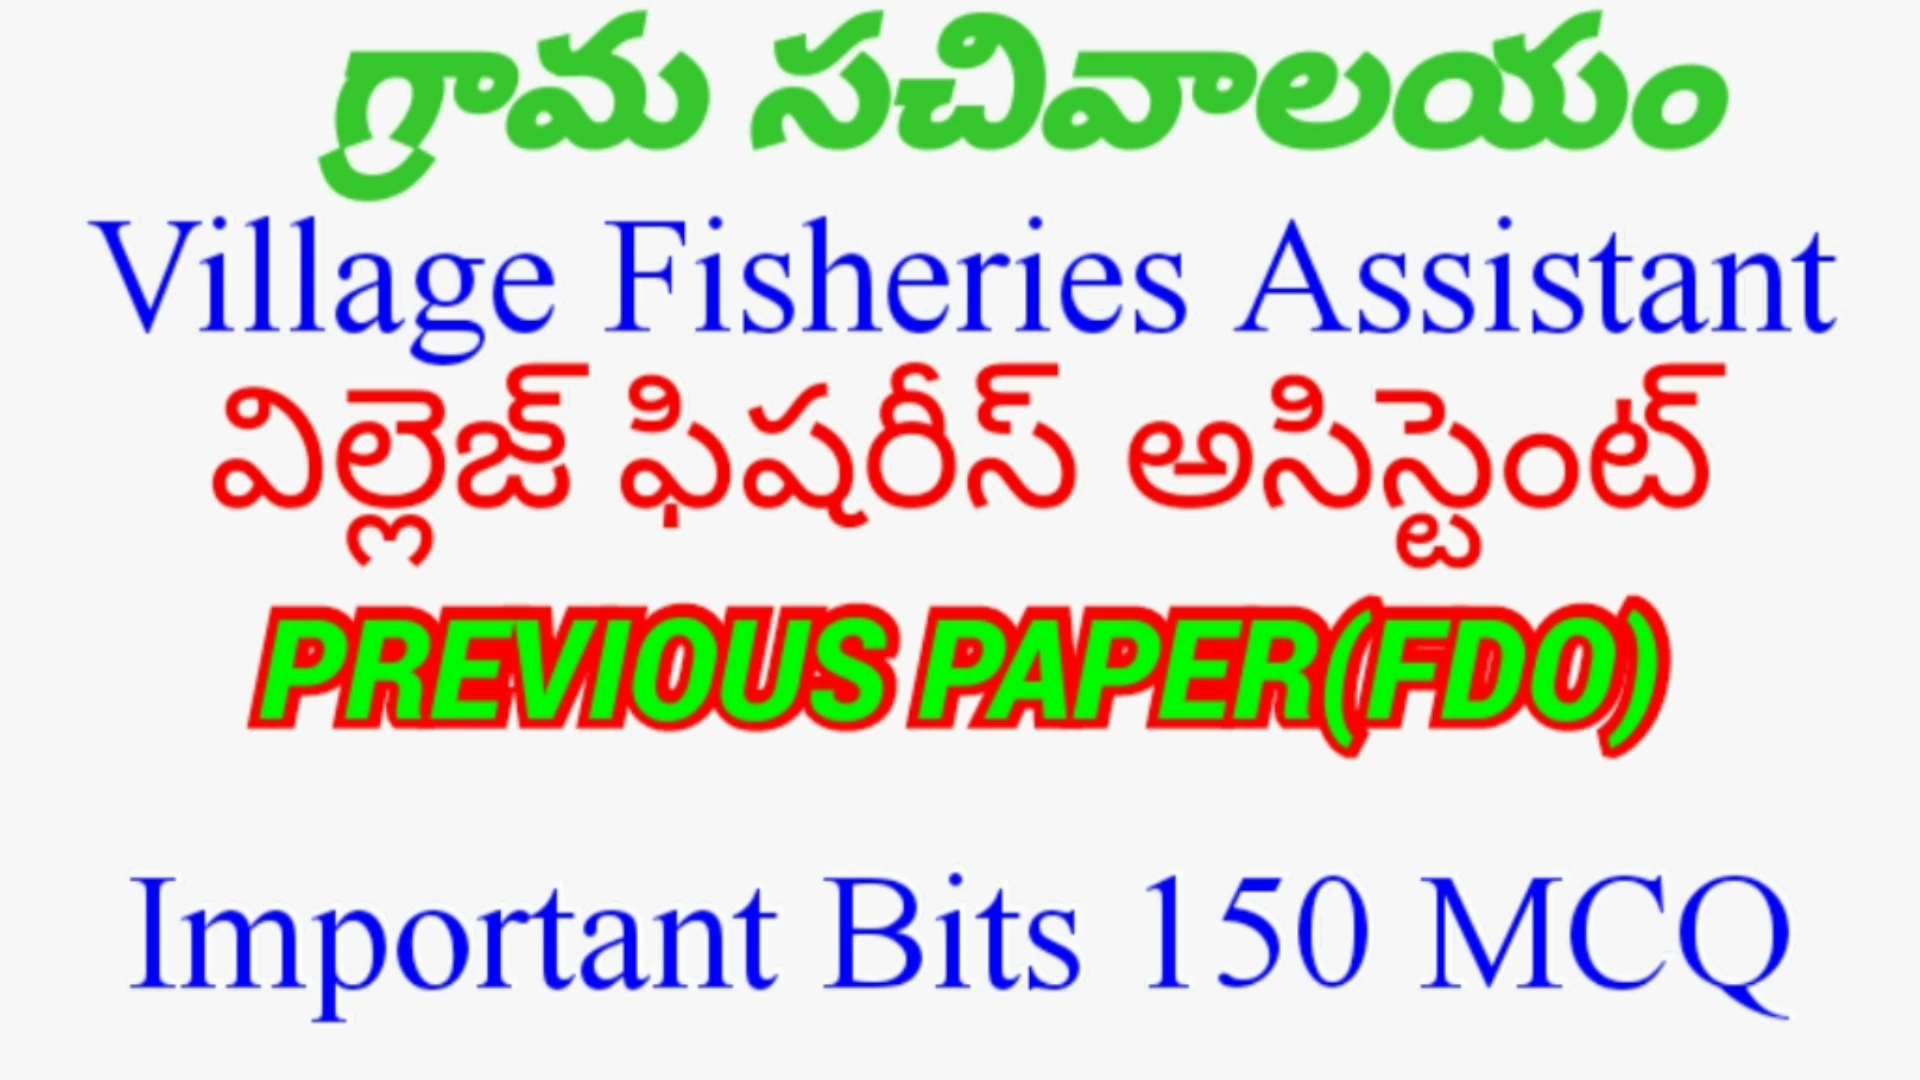 గ్రామ సచివాలయం
Village Fisheries Assistant
విల్లెజ్ ఫిషరీస్ అసిస్టెంట్
PREVIOUS PAPER(FDO)
Important Bits 150 MCQ